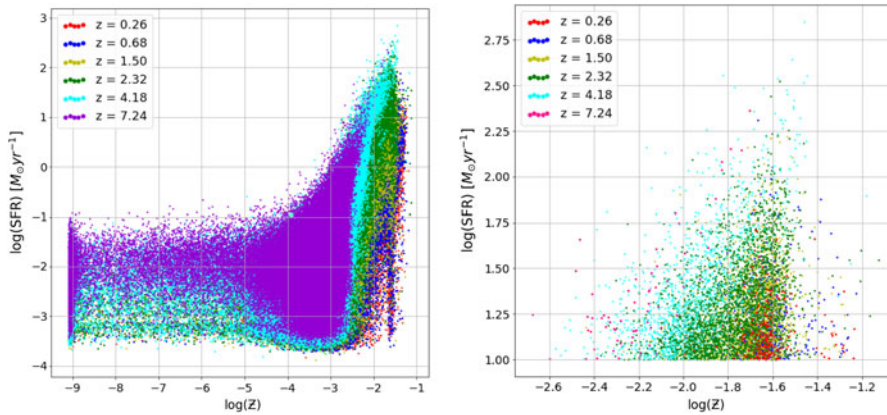 z = 0.26
z = 0.68
z = 1.50
z = 2.32
z = 4.18
z = 7.24
3
2
1
0
−1
−2
−3
−4
log(SFR) [M⊙yr⁻¹]
−9 −8 −7 −6 −5 −4 −3 −2 −1
log(Z)
z = 0.26
z = 0.68
z = 1.50
z = 2.32
z = 4.18
z = 7.24
2.75
2.50
2.25
2.00
1.75
1.50
1.25
1.00
log(SFR) [M⊙yr⁻¹]
−2.6 −2.4 −2.2 −2.0 −1.8 −1.6 −1.4 −1.2
log(Z)